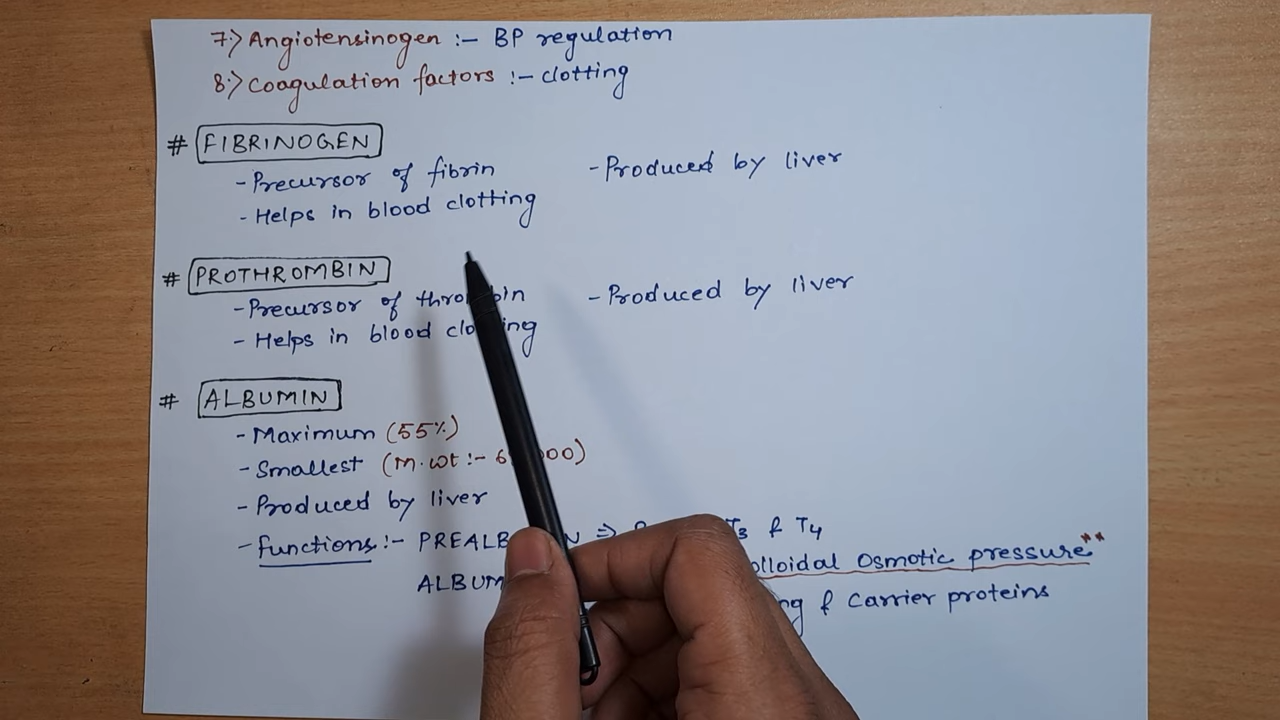 7.> Angiotensinogen :- BP regulation
8.> Coagulation factors :- clotting
# FIBRINOGEN
- Precursor of fibrin - Produced by liver
- Helps in blood clotting
# PROTHROMBIN
- Precursor of - Produced by liver
- Helps in blood
# ALBUMIN
- Maximum (55%)
- Smallest (m.wt :-
- Produced by liver
- functions :- PREALB N => T3 & T4
ALBUM olloidal Osmotic pressure**
ng & Carrier proteins